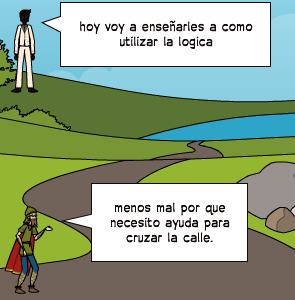 hoy voy a enseñarles a como
utilizar la logica
menos mal por que
necesito ayuda para
cruzar la calle.